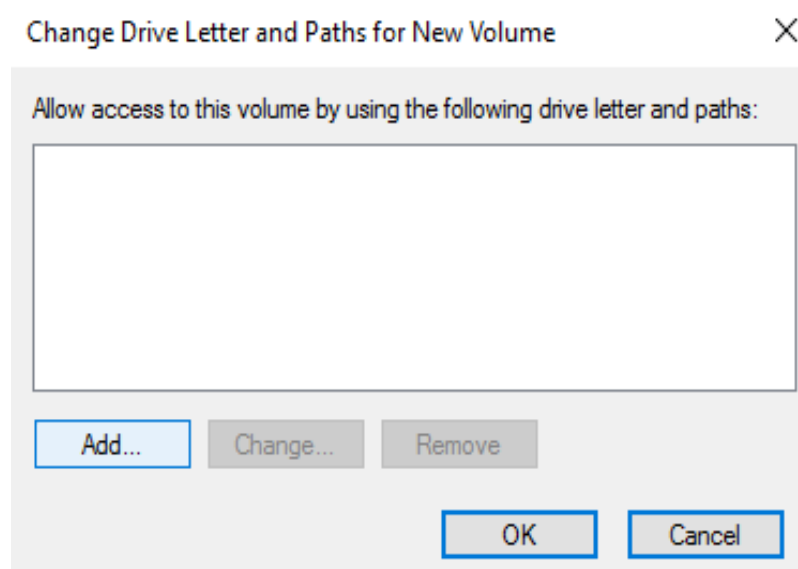 Change Drive Letter and Paths for New Volume
Allow access to this volume by using the following drive letter and paths:
Add... Change... Remove
OK Cancel